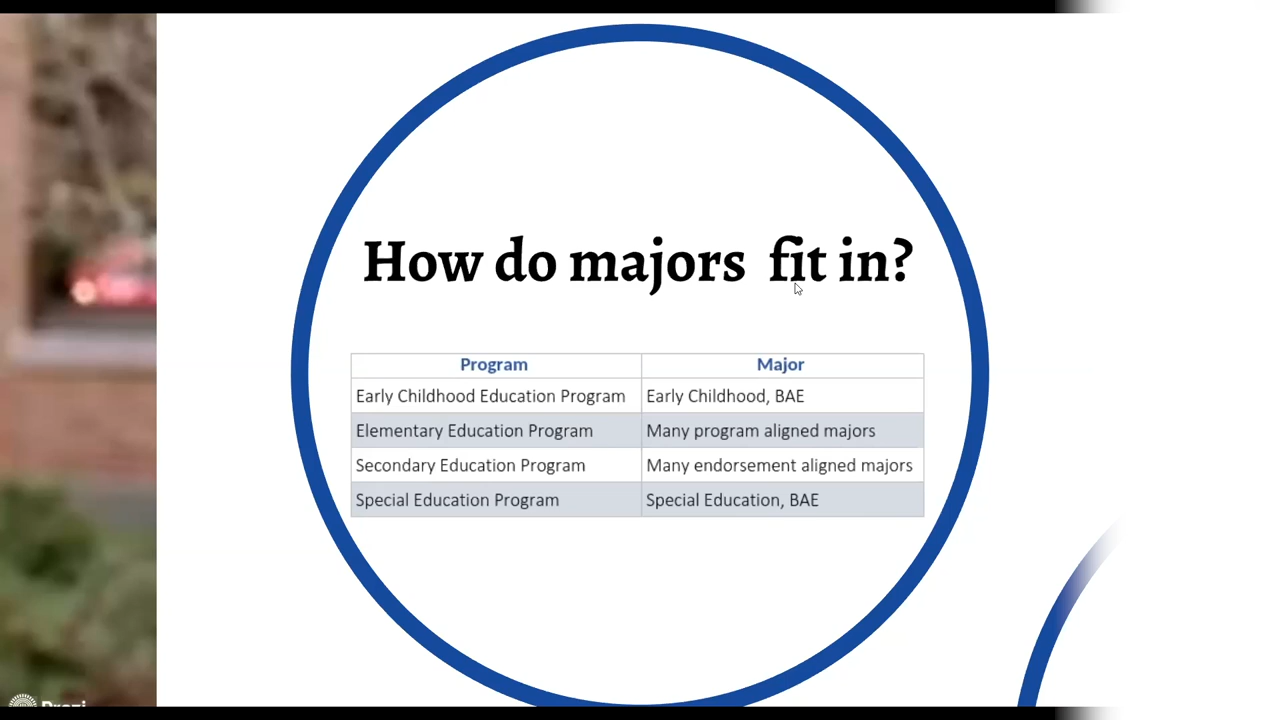 How do majors fit in?
Program Major
Early Childhood Education Program Early Childhood, BAE
Elementary Education Program Many program aligned majors
Secondary Education Program Many endorsement aligned majors
Special Education Program Special Education, BAE
Prezi